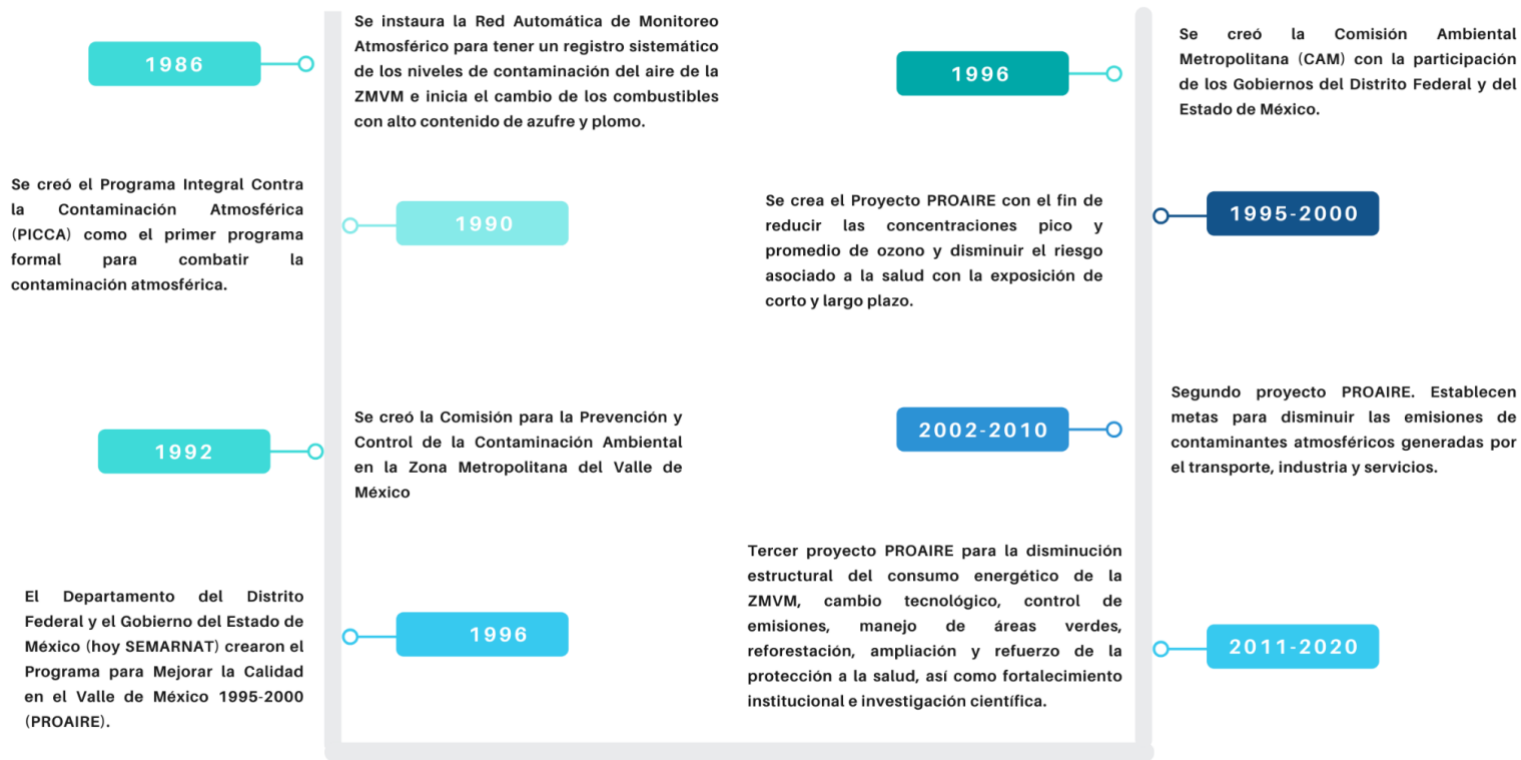 1986
Se instaura la Red Automática de Monitoreo
Atmosférico para tener un registro sistemático
de los niveles de contaminación del aire de la
ZMVM e inicia el cambio de los combustibles
con alto contenido de azufre y plomo.
Se creó el Programa Integral Contra
la Contaminación Atmosférica
(PICCA) como el primer programa
formal para combatir la
contaminación atmosférica.
1990
1992
Se creó la Comisión para la Prevención y
Control de la Contaminación Ambiental
en la Zona Metropolitana del Valle de
México
El Departamento del Distrito
Federal y el Gobierno del Estado de
México (hoy SEMARNAT) crearon el
Programa para Mejorar la Calidad
en el Valle de México 1995-2000
(PROAIRE).
1996
1996
Se creó la Comisión Ambiental
Metropolitana (CAM) con la participación
de los Gobiernos del Distrito Federal y del
Estado de México.
Se crea el Proyecto PROAIRE con el fin de
reducir las concentraciones pico y
promedio de ozono y disminuir el riesgo
asociado a la salud con la exposición de
corto y largo plazo.
1995-2000
2002-2010
Segundo proyecto PROAIRE. Establecen
metas para disminuir las emisiones de
contaminantes atmosféricos generadas por
el transporte, industria y servicios.
Tercer proyecto PROAIRE para la disminución
estructural del consumo energético de la
ZMVM, cambio tecnológico, control de
emisiones, manejo de áreas verdes,
reforestación, ampliación y refuerzo de la
protección a la salud, así como fortalecimiento
institucional e investigación científica.
2011-2020